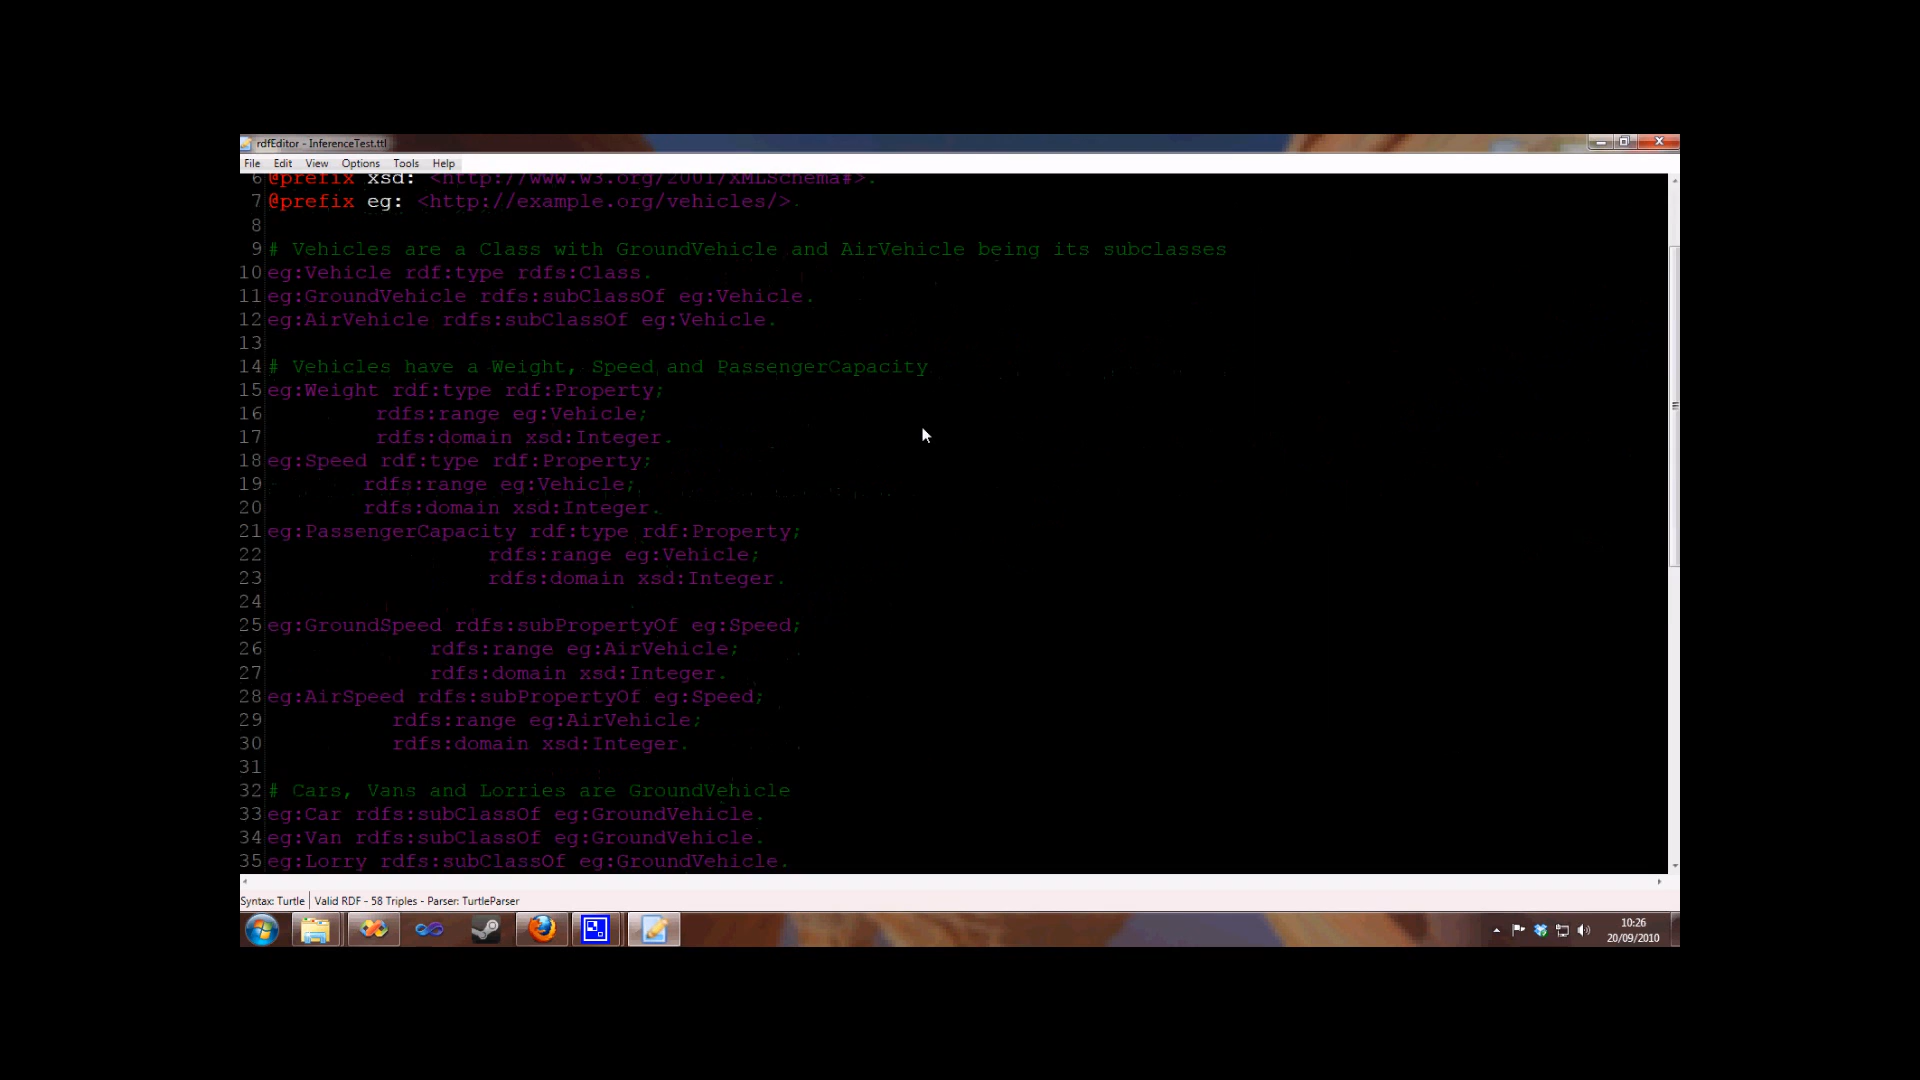 rdfEditor - InferenceTest.ttl
File Edit View Options Tools Help
6 @prefix xsd: <http://www.w3.org/2001/XMLSchema#>.
7 @prefix eg: <http://example.org/vehicles/>.
8
9 # Vehicles are a Class with GroundVehicle and AirVehicle being its subclasses
10 eg:Vehicle rdf:type rdfs:Class.
11 eg:GroundVehicle rdfs:subClassOf eg:Vehicle.
12 eg:AirVehicle rdfs:subClassOf eg:Vehicle.
13
14 # Vehicles have a Weight, Speed and PassengerCapacity
15 eg:Weight rdf:type rdf:Property;
16 rdfs:range eg:Vehicle;
17 rdfs:domain xsd:Integer.
18 eg:Speed rdf:type rdf:Property;
19 rdfs:range eg:Vehicle;
20 rdfs:domain xsd:Integer.
21 eg:PassengerCapacity rdf:type rdf:Property;
22 rdfs:range eg:Vehicle;
23 rdfs:domain xsd:Integer.
24
25 eg:GroundSpeed rdfs:subPropertyOf eg:Speed;
26 rdfs:range eg:AirVehicle;
27 rdfs:domain xsd:Integer.
28 eg:AirSpeed rdfs:subPropertyOf eg:Speed;
29 rdfs:range eg:AirVehicle;
30 rdfs:domain xsd:Integer.
31
32 # Cars, Vans and Lorries are GroundVehicle
33 eg:Car rdfs:subClassOf eg:GroundVehicle.
34 eg:Van rdfs:subClassOf eg:GroundVehicle.
35 eg:Lorry rdfs:subClassOf eg:GroundVehicle.
Syntax: Turtle Valid RDF - 58 Triples - Parser: TurtleParser
10:26
20/09/2010